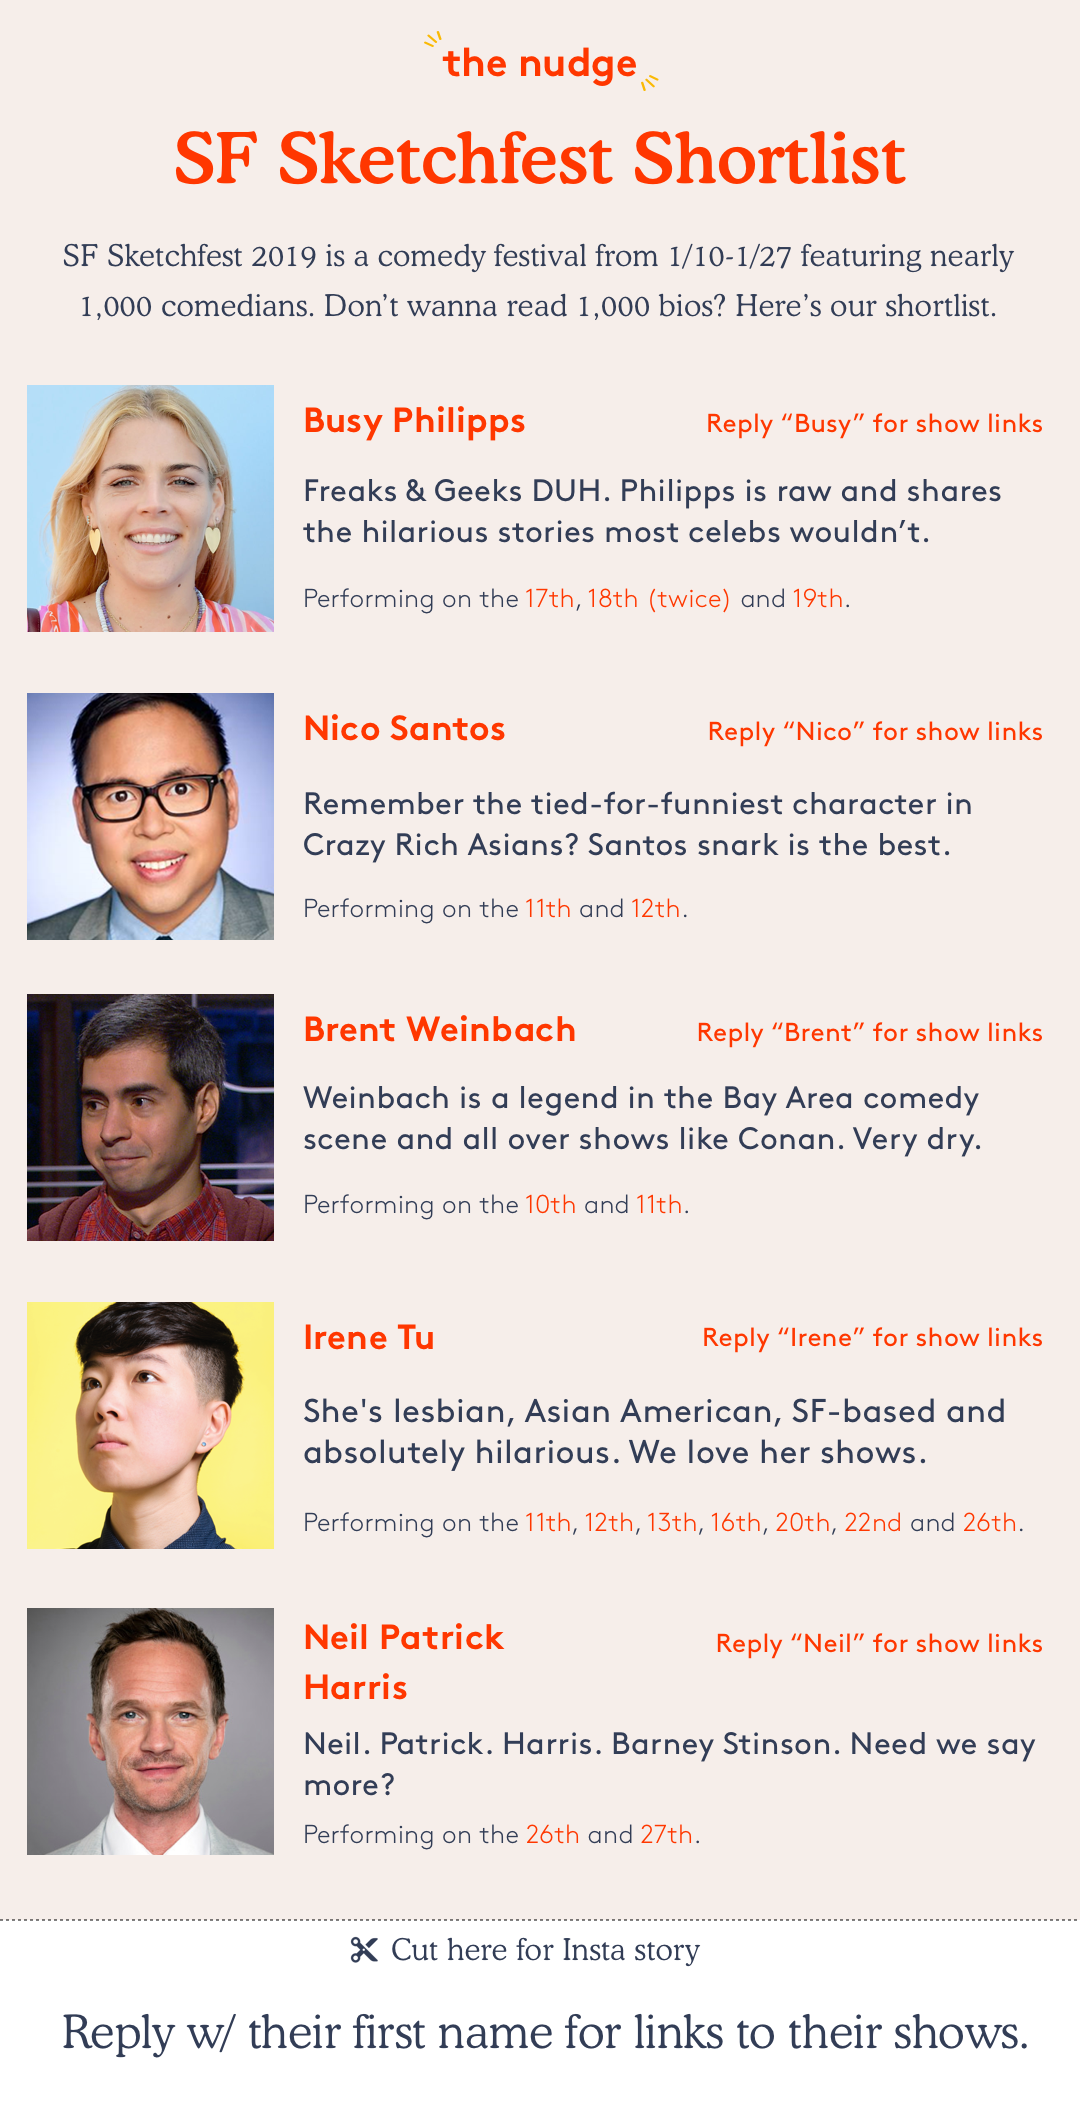 the nudge
SF Sketchfest Shortlist
SF Sketchfest 2019 is a comedy festival from 1/10-1/27 featuring nearly
1,000 comedians. Don’t wanna read 1,000 bios? Here’s our shortlist.
Busy Philipps
Reply “Busy” for show links
Freaks & Geeks DUH. Philipps is raw and shares
the hilarious stories most celebs wouldn’t.
Performing on the 17th, 18th (twice) and 19th.
Nico Santos
Reply “Nico” for show links
Remember the tied-for-funniest character in
Crazy Rich Asians? Santos snark is the best.
Performing on the 11th and 12th.
Brent Weinbach
Reply “Brent” for show links
Weinbach is a legend in the Bay Area comedy
scene and all over shows like Conan. Very dry.
Performing on the 10th and 11th.
Irene Tu
Reply “Irene” for show links
She's lesbian, Asian American, SF-based and
absolutely hilarious. We love her shows.
Performing on the 11th, 12th, 13th, 16th, 20th, 22nd and 26th.
Neil Patrick
Harris
Reply “Neil” for show links
Neil. Patrick. Harris. Barney Stinson. Need we say
more?
Performing on the 26th and 27th.
Cut here for Insta story
Reply w/ their first name for links to their shows.